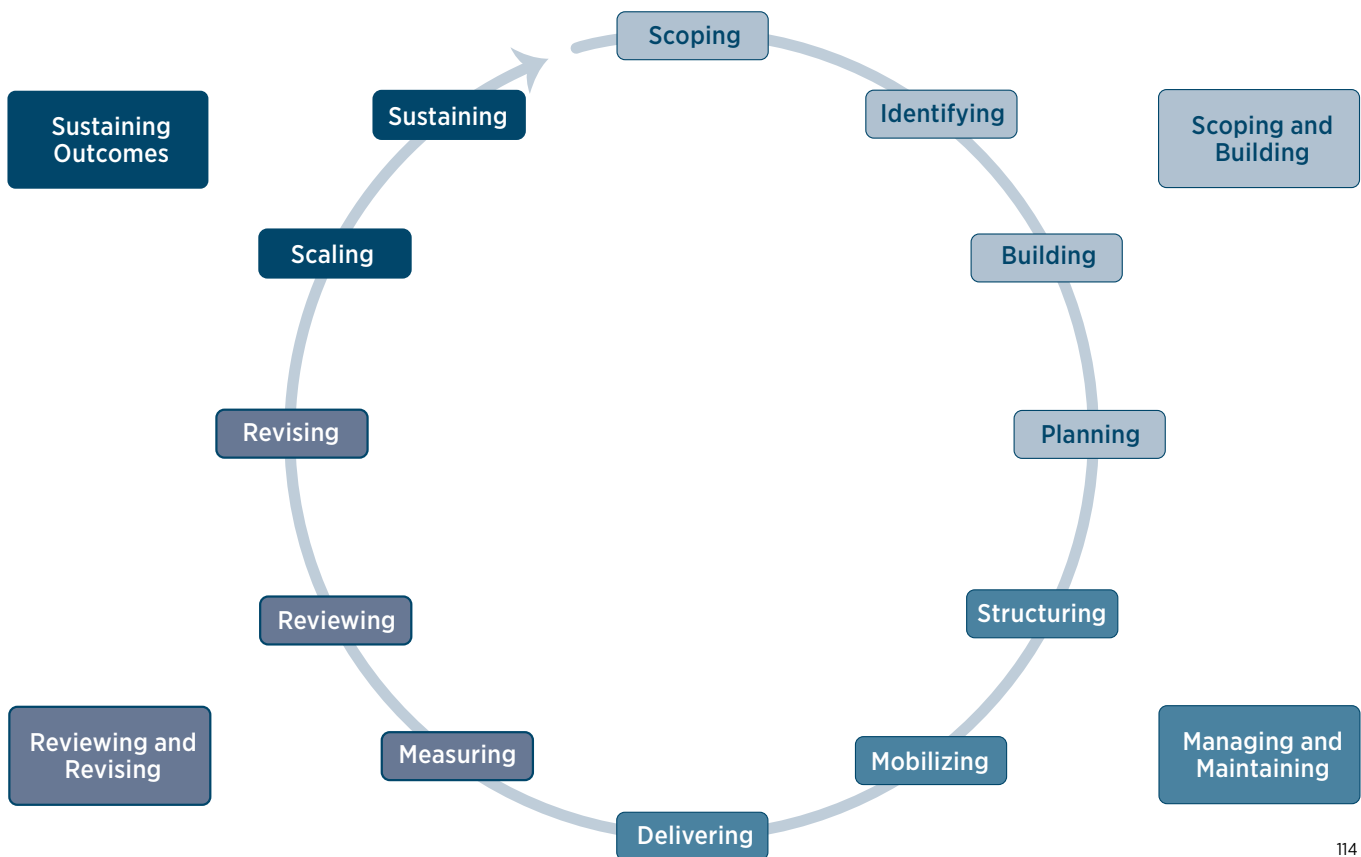 Scoping
Identifying
Building
Planning
Structuring
Mobilizing
Delivering
Measuring
Reviewing
Revising
Scaling
Sustaining
Scoping and
Building
Managing and
Maintaining
Reviewing and
Revising
Sustaining
Outcomes
114